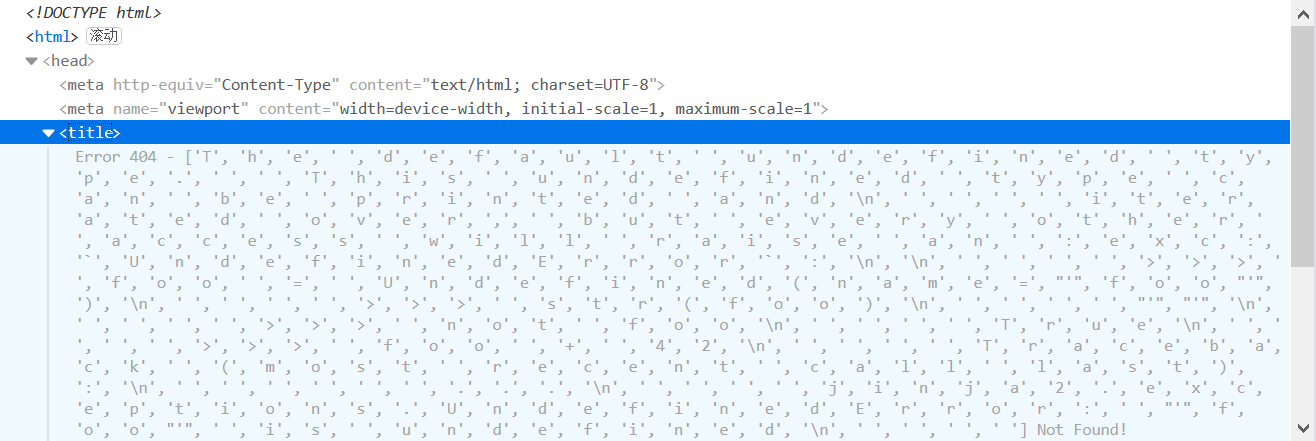 <!DOCTYPE html>
<html> 滚动
<head>
<meta http-equiv="Content-Type" content="text/html; charset=UTF-8">
<meta name="viewport" content="width=device-width, initial-scale=1, maximum-scale=1">
<title>
Error 404 - ['T', 'h', 'e', ' ', 'd', 'e', 'f', 'a', 'u', 'l', 't', ' ', 'u', 'n', 'd', 'e', 'f', 'i', 'n', 'e', 'd', ' ', 't', 'y',
'p', 'e', '.', ' ', ' ', 'T', 'h', 'i', 's', ' ', 'u', 'n', 'd', 'e', 'f', 'i', 'n', 'e', 'd', ' ', 't', 'y', 'p', 'e', ' ', 'c',
'a', 'n', ' ', 'b', 'e', ' ', 'p', 'r', 'i', 'n', 't', 'e', 'd', ' ', 'a', 'n', 'd', '\n', ' ', ' ', ' ', ' ', 'i', 't', 'e', 'r',
'a', 't', 'e', 'd', ' ', 'o', 'v', 'e', 'r', ',', ' ', 'b', 'u', 't', ' ', 'e', 'v', 'e', 'r', 'y', ' ', 'o', 't', 'h', 'e', 'r', '
', 'a', 'c', 'c', 'e', 's', 's', ' ', 'w', 'i', 'l', 'l', ' ', 'r', 'a', 'i', 's', 'e', ' ', 'a', 'n', ' ', ':', 'e', 'x', 'c', ':',
'`', 'U', 'n', 'd', 'e', 'f', 'i', 'n', 'e', 'd', 'E', 'r', 'r', 'o', 'r', '`', ':', '\n', '\n', ' ', ' ', ' ', ' ', '>', '>', '>', '
', 'f', 'o', 'o', ' ', '=', ' ', 'U', 'n', 'd', 'e', 'f', 'i', 'n', 'e', 'd', '(', 'n', 'a', 'm', 'e', '=', "'", 'f', 'o', 'o', "'",
')', '\n', ' ', ' ', ' ', ' ', '>', '>', '>', ' ', 's', 't', 'r', '(', 'f', 'o', 'o', ')', '\n', ' ', ' ', ' ', ' ', "'", "'", '\n',
' ', ' ', ' ', ' ', '>', '>', '>', ' ', 'n', 'o', 't', ' ', 'f', 'o', 'o', '\n', ' ', ' ', ' ', ' ', 'T', 'r', 'u', 'e', '\n', ' ', '
', ' ', ' ', '>', '>', '>', ' ', 'f', 'o', 'o', ' ', '+', ' ', '4', '2', '\n', ' ', ' ', ' ', ' ', 'T', 'r', 'a', 'c', 'e', 'b', 'a',
'c', 'k', ' ', '(', 'm', 'o', 's', 't', ' ', 'r', 'e', 'c', 'e', 'n', 't', ' ', 'c', 'a', 'l', 'l', ' ', 'l', 'a', 's', 't', ')',
':', '\n', ' ', ' ', ' ', ' ', ' ', ' ', ' ', ' ', '.', '.', '.', '\n', ' ', ' ', ' ', ' ', 'j', 'i', 'n', 'j', 'a', '2', '.', 'e', 'x', 'c',
'e', 'p', 't', 'i', 'o', 'n', 's', '.', 'U', 'n', 'd', 'e', 'f', 'i', 'n', 'e', 'd', 'E', 'r', 'r', 'o', 'r', ':', ' ', "'", 'f',
'o', 'o', "'", ' ', 'i', 's', ' ', 'u', 'n', 'd', 'e', 'f', 'i', 'n', 'e', 'd', '\n', ' ', ' ', ' ', ' '] Not Found!